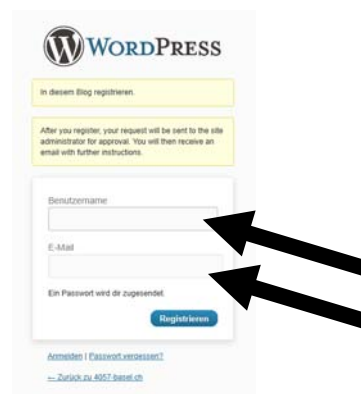 WORDPRESS
In diesem Blog registrieren.
After you register, your request will be sent to the site
administrator for approval. You will then receive an
email with further instructions.
Benutzername
E-Mail
Ein Passwort wird dir zugesendet.
Registrieren
Anmelden | Passwort vergessen?
← Zurück zu 4057-basel.ch